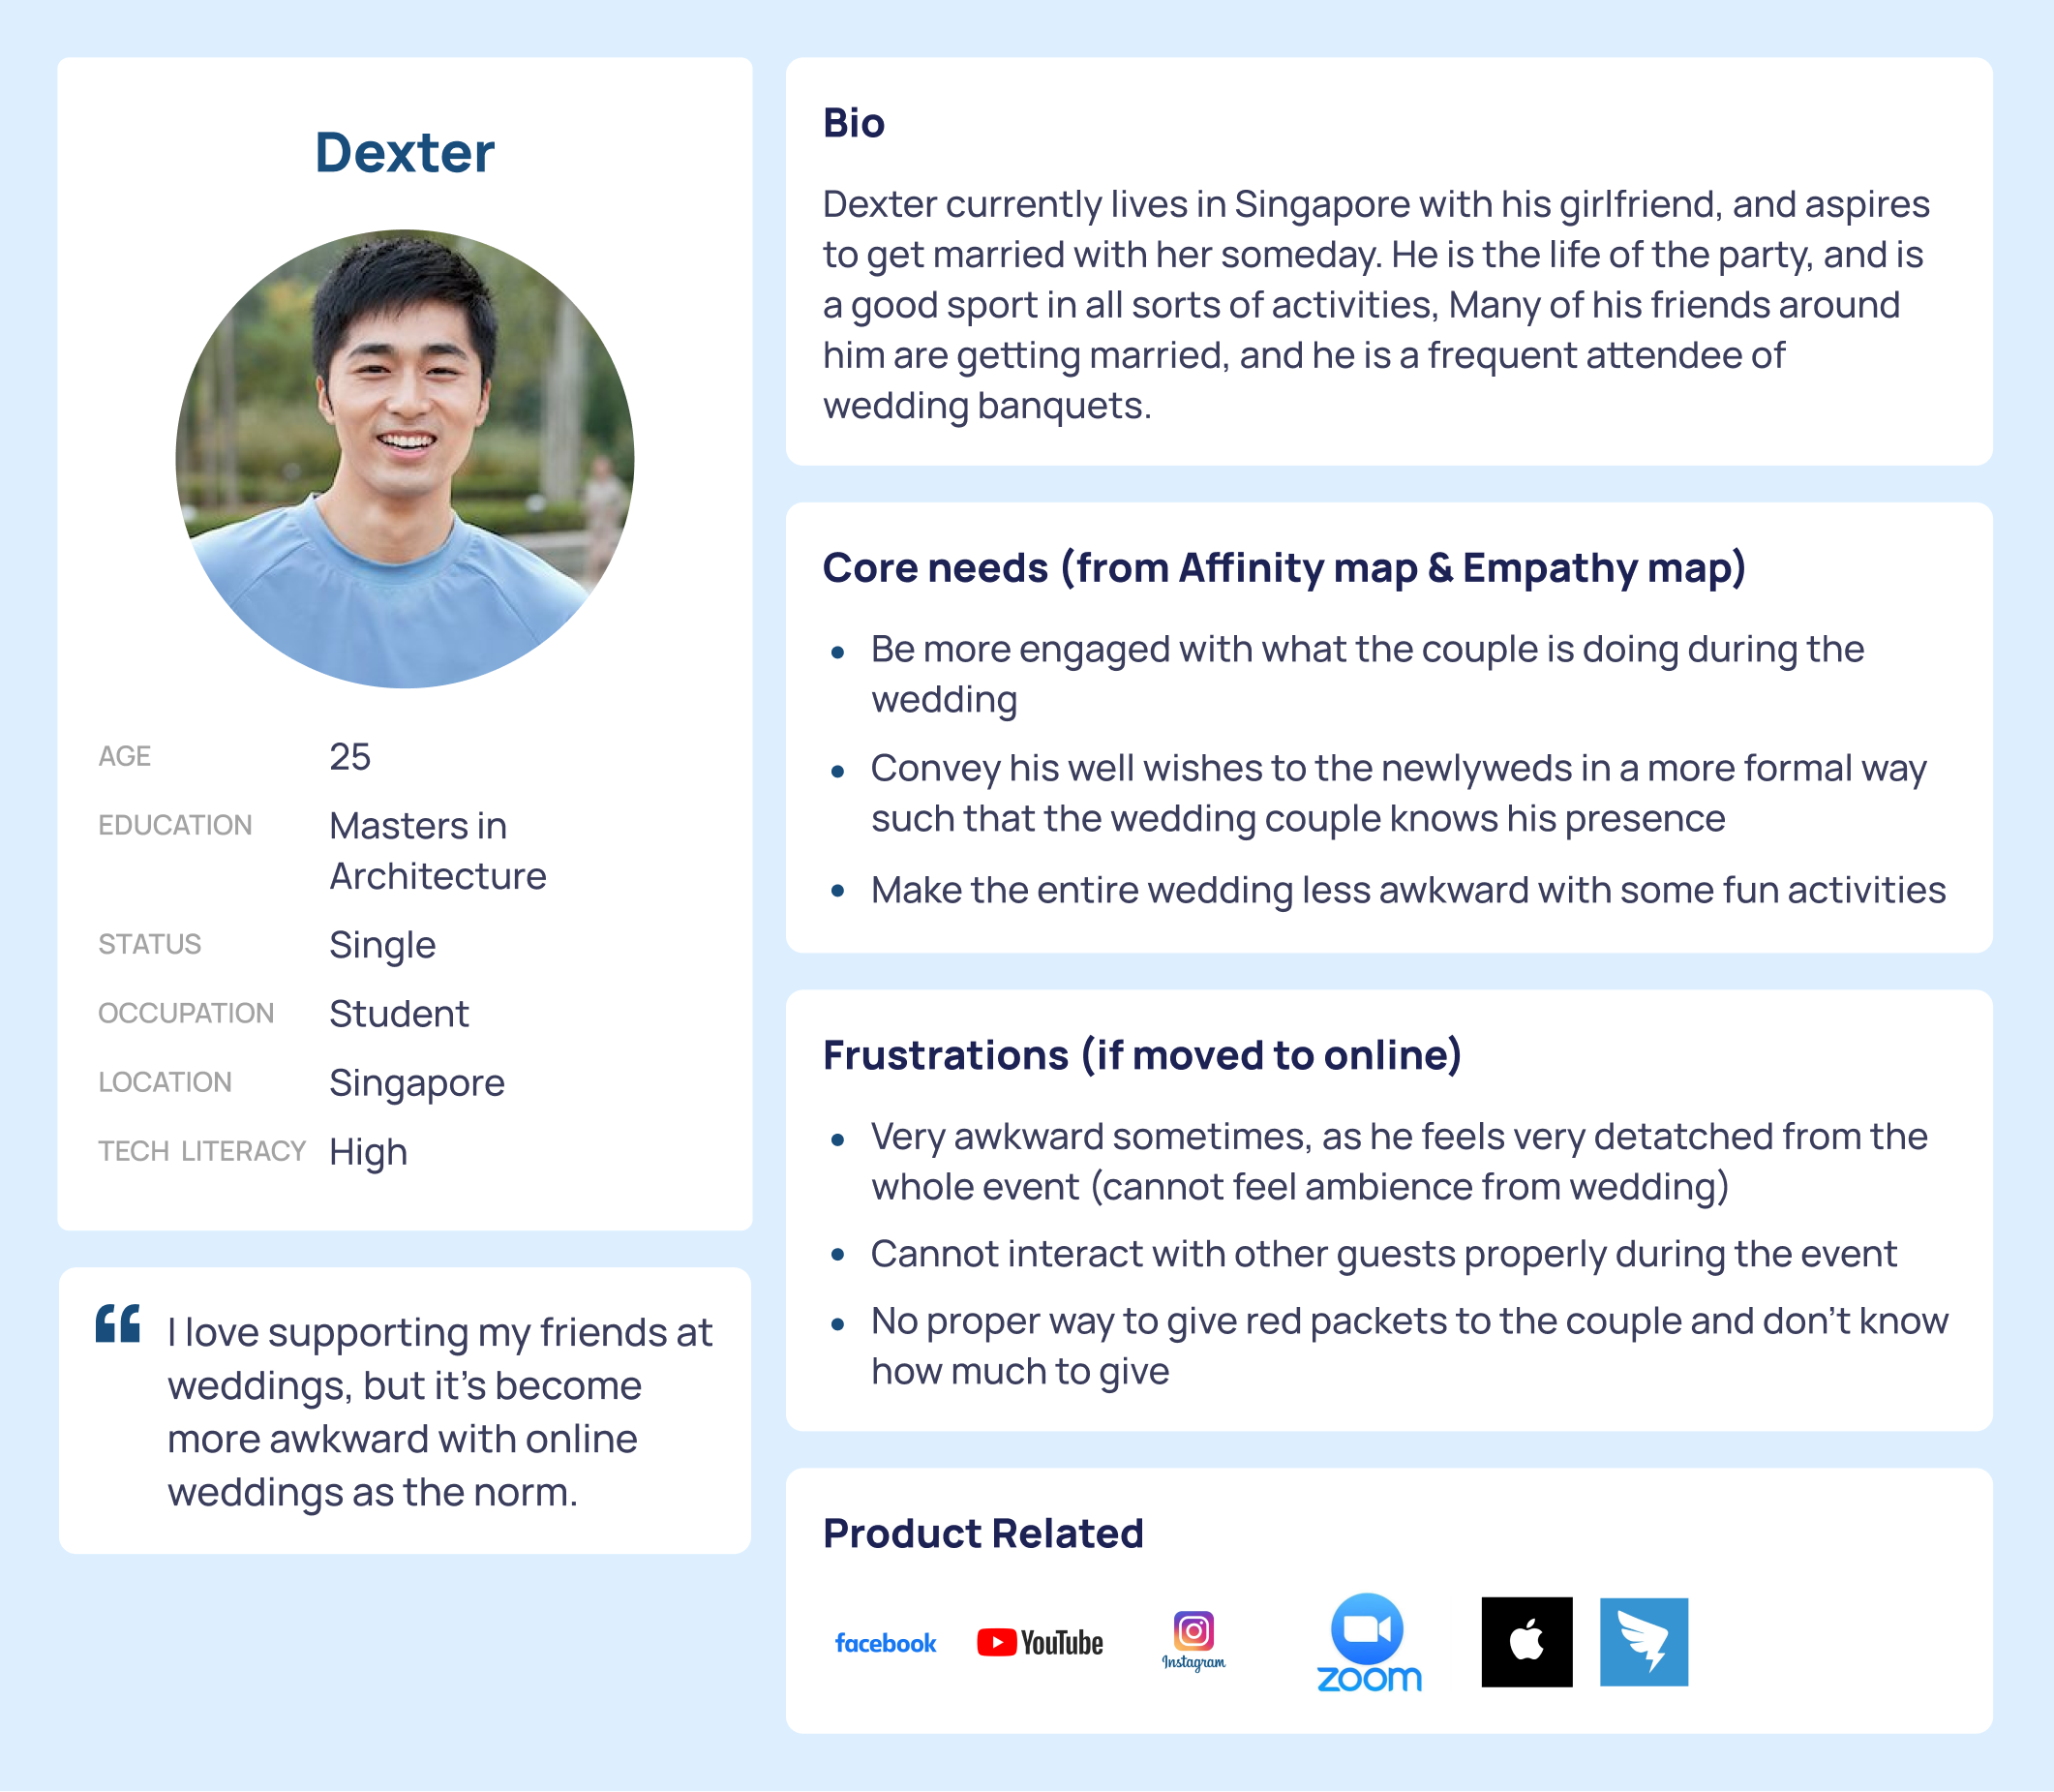 Dexter
AGE 25
EDUCATION Masters in
Architecture
STATUS Single
OCCUPATION Student
LOCATION Singapore
TECH LITERACY High
“ I love supporting my friends at
weddings, but it’s become
more awkward with online
weddings as the norm.
Bio
Dexter currently lives in Singapore with his girlfriend, and aspires
to get married with her someday. He is the life of the party, and is
a good sport in all sorts of activities, Many of his friends around
him are getting married, and he is a frequent attendee of
wedding banquets.
Core needs (from Affinity map & Empathy map)
• Be more engaged with what the couple is doing during the
wedding
• Convey his well wishes to the newlyweds in a more formal way
such that the wedding couple knows his presence
• Make the entire wedding less awkward with some fun activities
Frustrations (if moved to online)
• Very awkward sometimes, as he feels very detatched from the
whole event (cannot feel ambience from wedding)
• Cannot interact with other guests properly during the event
• No proper way to give red packets to the couple and don’t know
how much to give
Product Related
facebook YouTube Instagram zoom